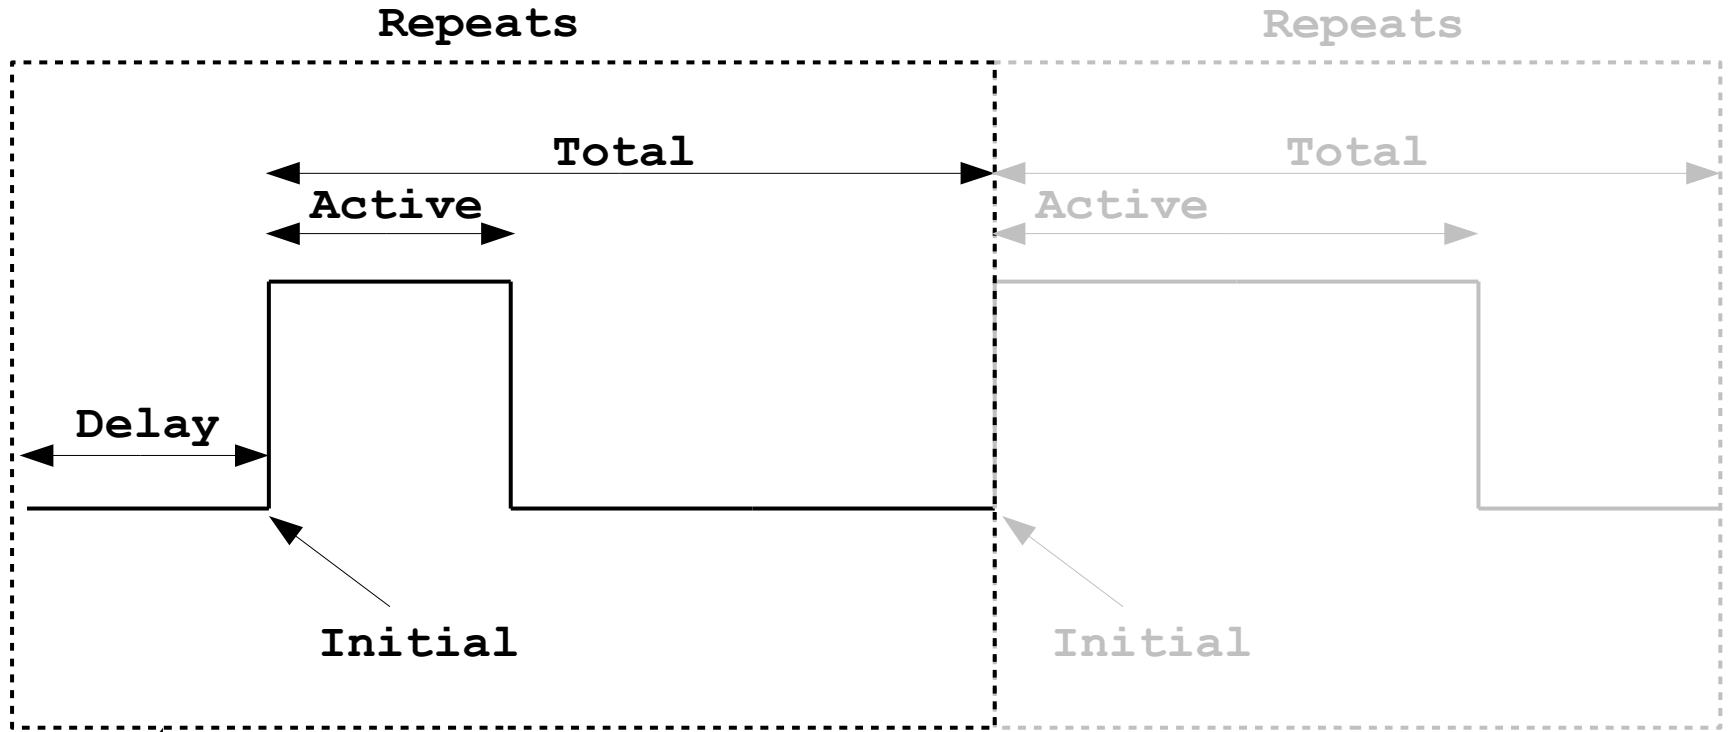 Repeats
Repeats
Total
Total
Active
Active
Delay
Initial
Initial